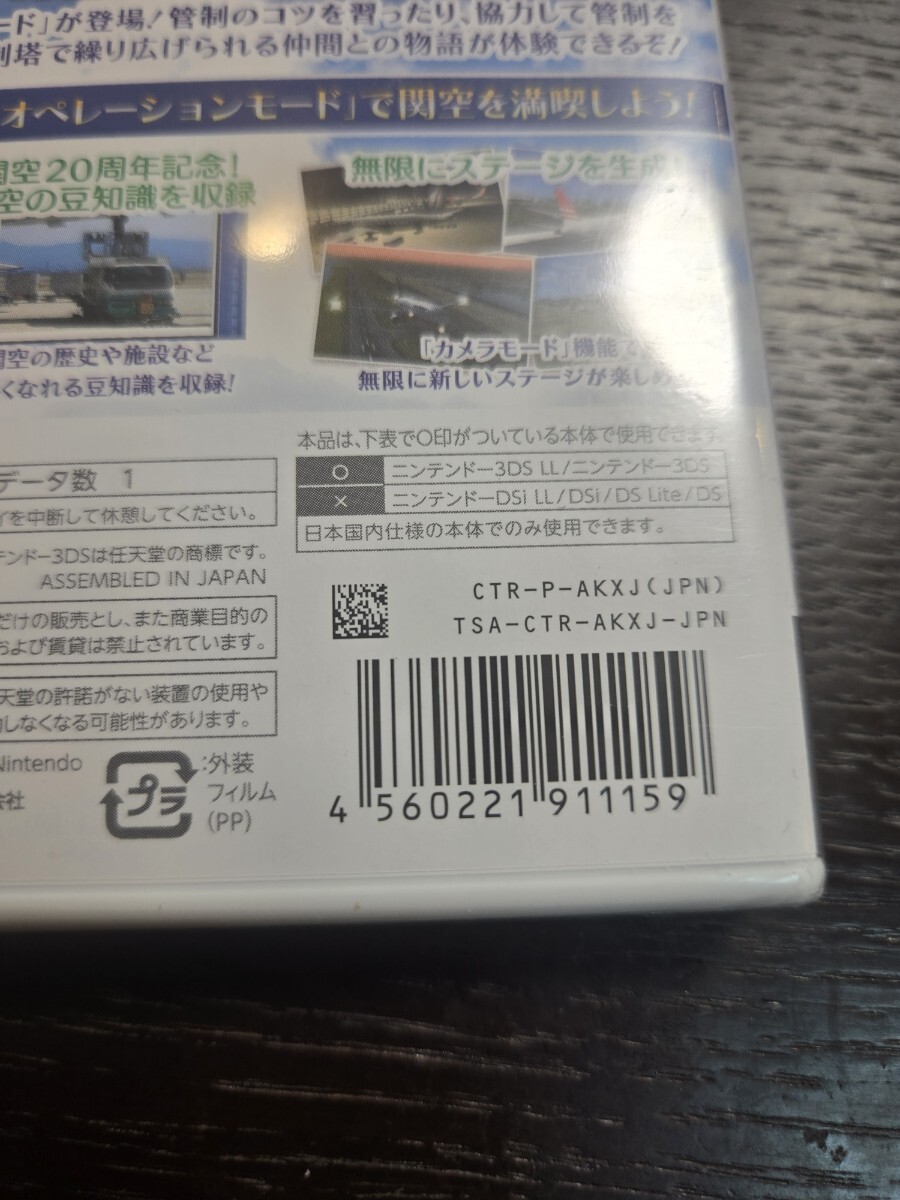 ード」が登場！管制のコツを習ったり、協力して管制を
制塔で繰り広げられる仲間との物語が体験できるぞ！
オペレーションモード」で関空を満喫しよう！
関空20周年記念！
空の豆知識を収録
関空の歴史や施設など
くなれる豆知識を収録！
無限にステージを生成！
「カメラモード」機能で
無限に新しいステージが楽しめ
本品は、下表で○印がついている本体で使用できます
○ ニンテンドー3DS LL/ニンテンドー3DS
× ニンテンドーDSi LL/DSi/DS Lite/DS
日本国内仕様の本体でのみ使用できます。
データ数 1
イを中断して休憩してください。
テンドー3DSは任天堂の商標です。
ASSEMBLED IN JAPAN
だけの販売とし、また商業目的の
および賃貸は禁止されています。
天堂の許諾がない装置の使用や
しなくなる可能性があります。
Nintendo
会社
プラ
:外装
フィルム
(PP)
CTR-P-AKXJ(JPN)
TSA-CTR-AKXJ-JPN
4 560221 911159